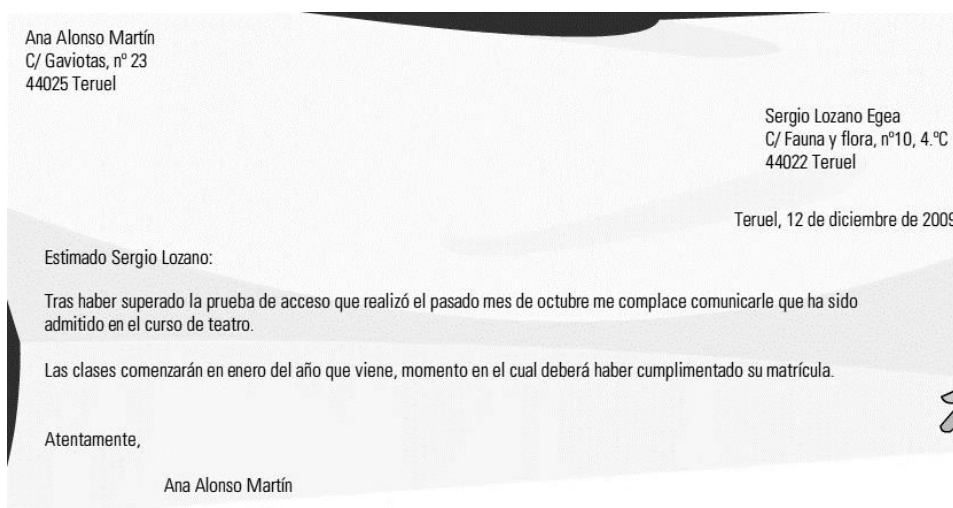 Ana Alonso Martín
C/ Gaviotas, nº 23
44025 Teruel
Sergio Lozano Egea
C/ Fauna y flora, nº10, 4.ºC
44022 Teruel
Teruel, 12 de diciembre de 2009
Estimado Sergio Lozano:
Tras haber superado la prueba de acceso que realizó el pasado mes de octubre me complace comunicarle que ha sido
admitido en el curso de teatro.
Las clases comenzarán en enero del año que viene, momento en el cual deberá haber cumplimentado su matrícula.
Atentamente,
Ana Alonso Martín